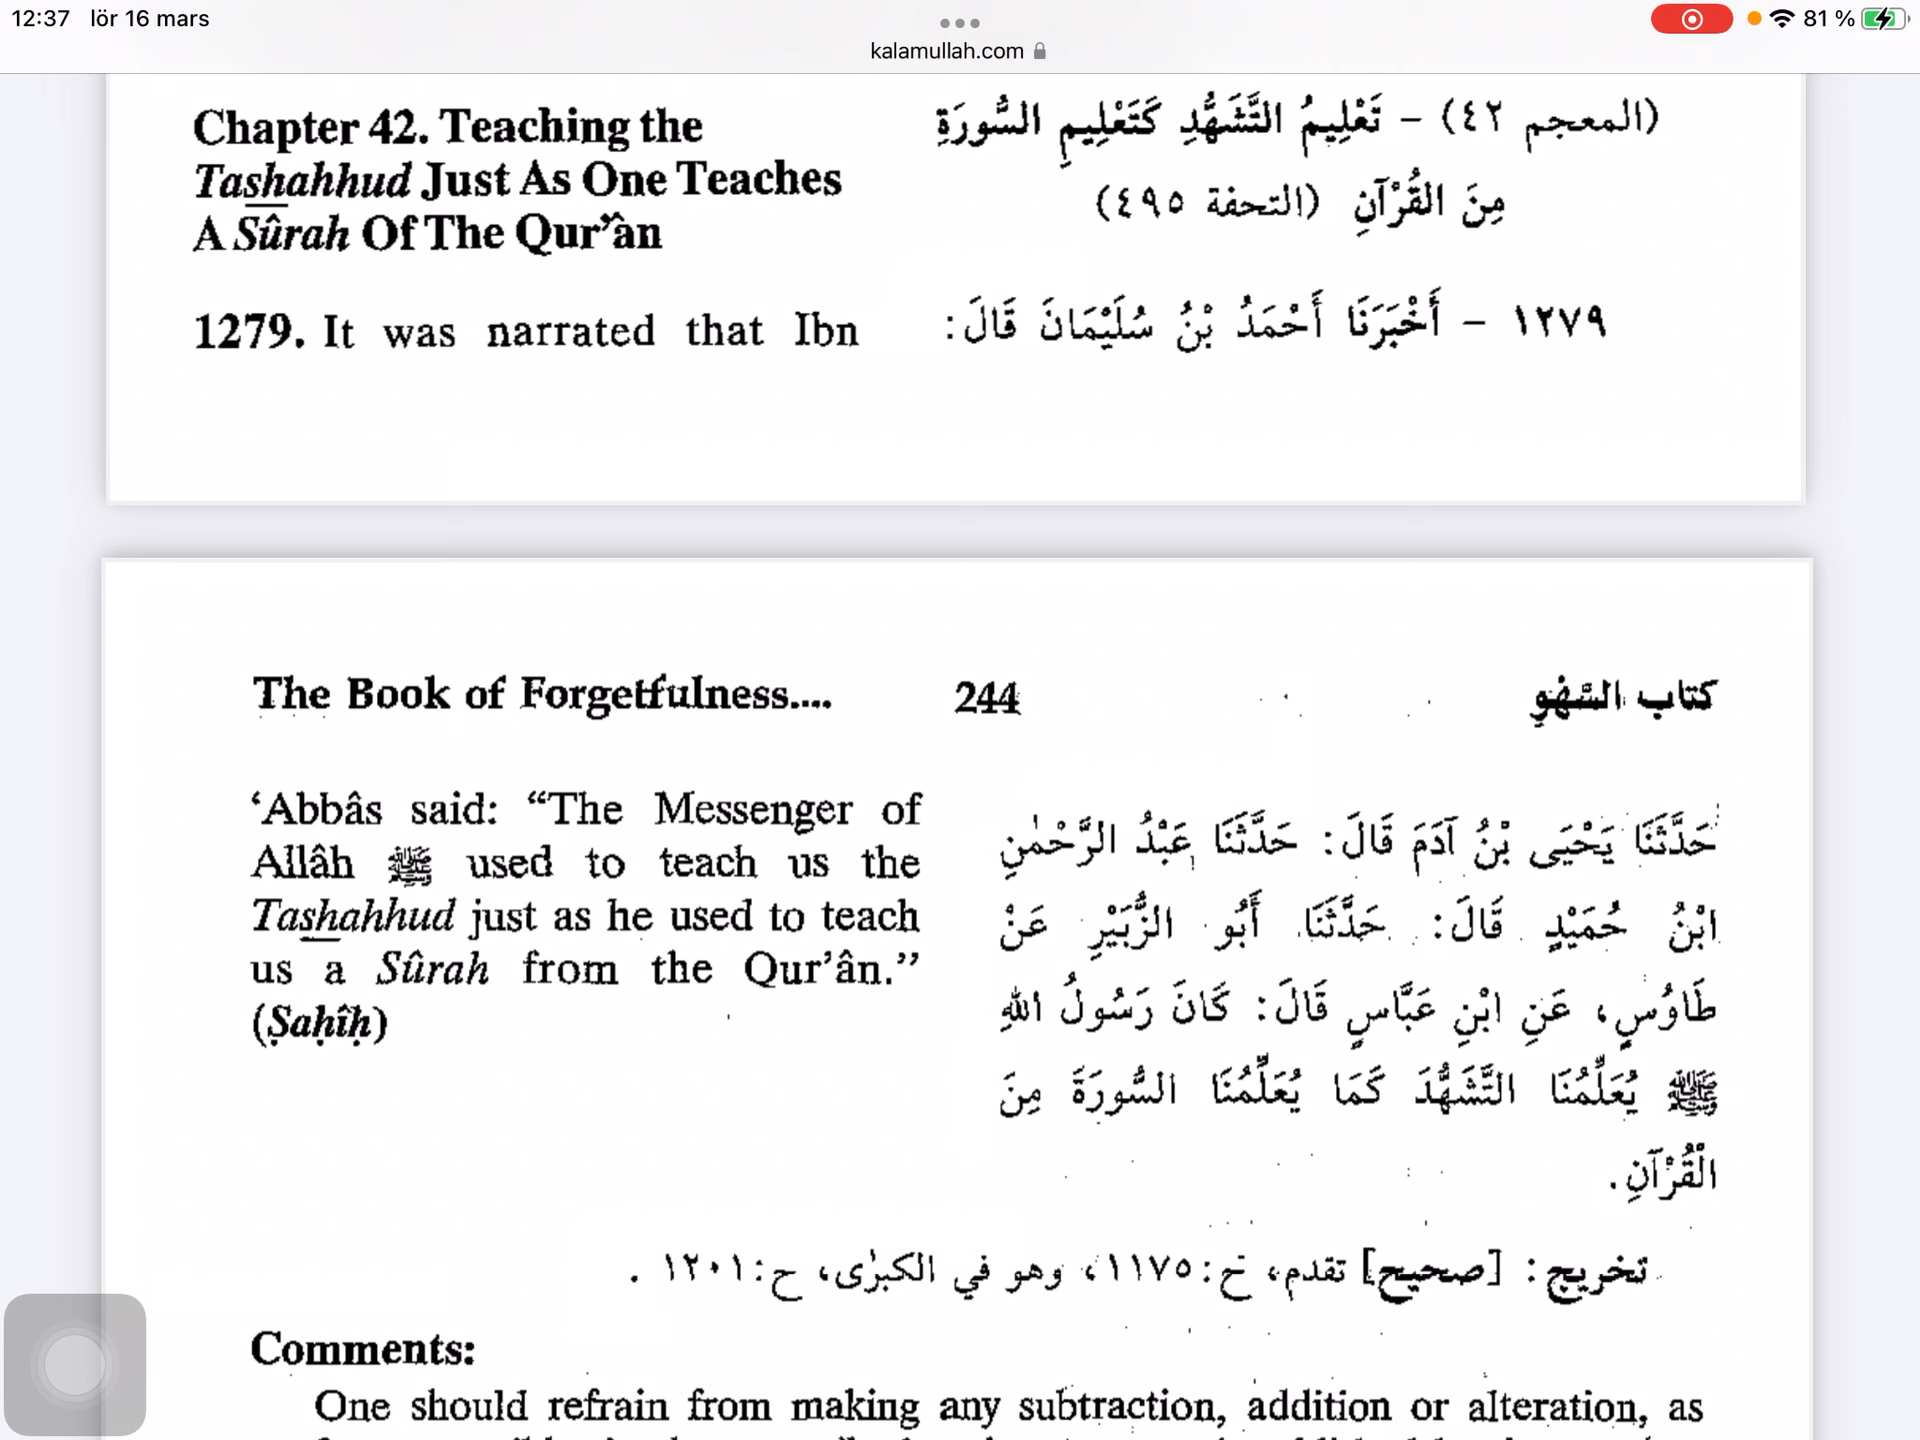 12:37 lör 16 mars
81 %
kalamullah.com
Chapter 42. Teaching the
Tashahhud Just As One Teaches
A Sûrah Of The Qur'ân
(المعجم ٤٢) - تَعْلِيمُ التَّشَهُّدِ كَتَعْلِيمِ السُّورَةِ
مِنَ الْقُرْآنِ (التحفة ٤٩٥)
1279. It was narrated that Ibn
١٢٧٩ - أَخْبَرَنَا أَحْمَدُ بْنُ سُلَيْمَانَ قَالَ:
The Book of Forgetfulness....
244
كتاب السَّهْوِ
‘Abbâs said: “The Messenger of
Allâh ﷺ used to teach us the
Tashahhud just as he used to teach
us a Sûrah from the Qur’ân.”
(Ṣaḥîḥ)
حَدَّثَنَا يَحْيَى بْنُ آدَمَ قَالَ: حَدَّثَنَا عَبْدُ الرَّحْمٰنِ
ابْنُ حُمَيْدٍ قَالَ: حَدَّثَنَا أَبُو الزُّبَيْرِ عَنْ
طَاوُسٍ، عَنِ ابْنِ عَبَّاسٍ قَالَ: كَانَ رَسُولُ اللهِ
ﷺ يُعَلِّمُنَا التَّشَهُّدَ كَمَا يُعَلِّمُنَا السُّورَةَ مِنَ
الْقُرْآنِ.
تخريج: [صحيح] تقدم، ح:١١٧٥، وهو في الكبرٰى، ح:١٢٠١.
Comments:
One should refrain from making any subtraction, addition or alteration, as